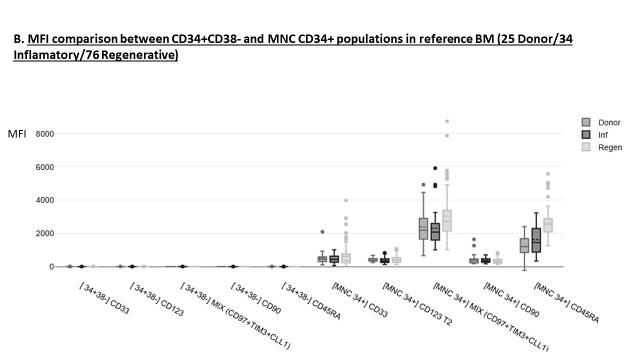 B. MFI comparison between CD34+CD38- and MNC CD34+ populations in reference BM (25 Donor/34
Inflamatory/76 Regenerative)
MFI
8000
6000
4000
2000
0
Donor
Inf
Regen
[ 34+38-] CD33
[ 34+38-] CD123
[ 34+38-] MIX (CD97+TIM3+CLL1)
[ 34+38-] CD90
[ 34+38-] CD45RA
[MNC 34+] CD33
[MNC 34+] CD123 T2
[MNC 34+] MIX (CD97+TIM3+CLL1)
[MNC 34+] CD90
[MNC 34+] CD45RA